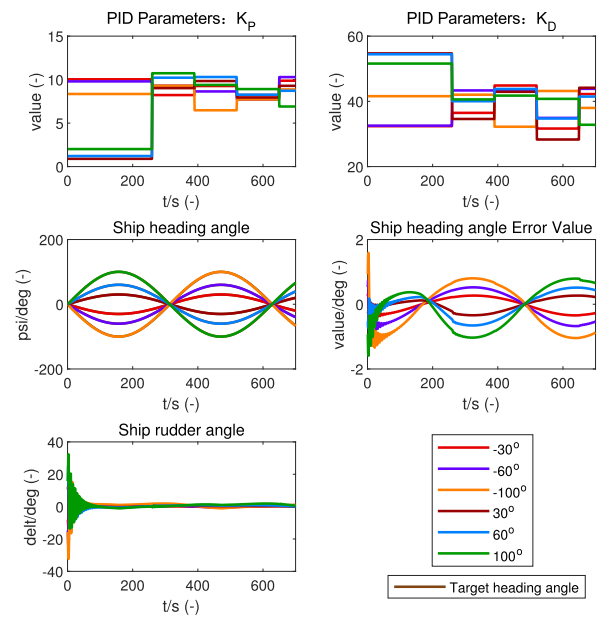 PID Parameters：K_P
15
10
5
0
value (-)
0 200 400 600
t/s (-)
PID Parameters：K_D
60
40
20
value (-)
0 200 400 600
t/s (-)
Ship heading angle
200
0
-200
psi/deg (-)
0 200 400 600
t/s (-)
Ship heading angle Error Value
2
0
-2
value/deg (-)
0 200 400 600
t/s (-)
Ship rudder angle
40
20
0
-20
-40
delt/deg (-)
0 200 400 600
t/s (-)
-30°
-60°
-100°
30°
60°
100°
Target heading angle